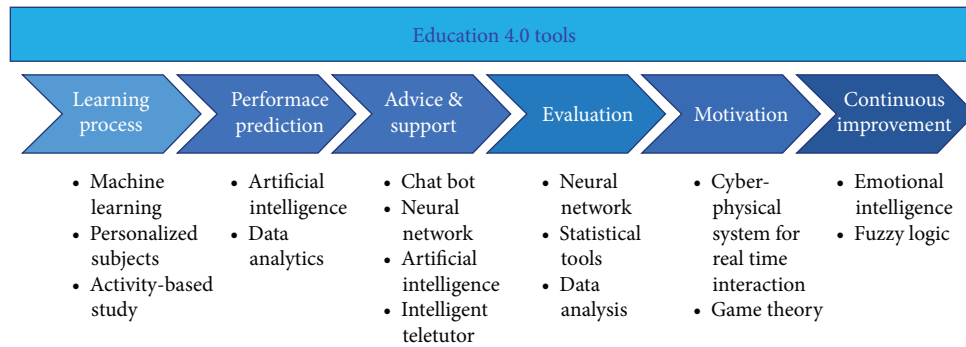 Education 4.0 tools
Learning
process
Performace
prediction
Advice &
support
Evaluation
Motivation
Continuous
improvement
• Machine
learning
• Personalized
subjects
• Activity-based
study
• Artificial
intelligence
• Data
analytics
• Chat bot
• Neural
network
• Artificial
intelligence
• Intelligent
teletutor
• Neural
network
• Statistical
tools
• Data
analysis
• Cyber-
physical
system for
real time
interaction
• Game theory
• Emotional
intelligence
• Fuzzy logic